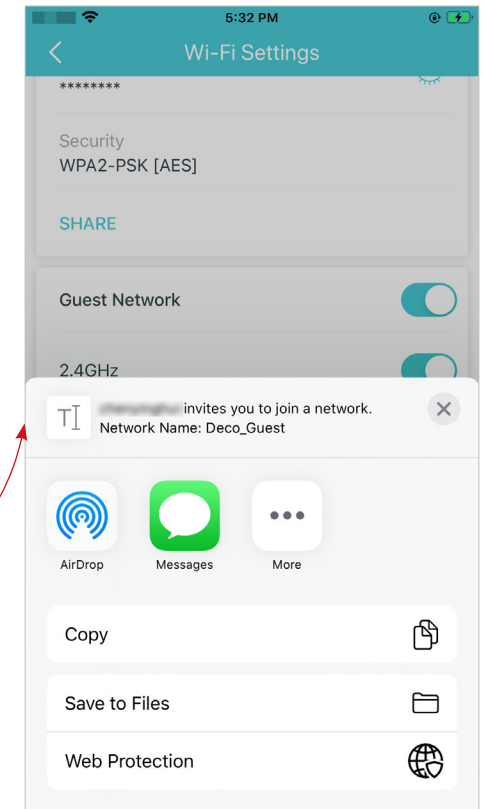 5:32 PM
Wi-Fi Settings
********
Security
WPA2-PSK [AES]
SHARE
Guest Network
2.4GHz
invites you to join a network.
Network Name: Deco_Guest
AirDrop
Messages
More
Copy
Save to Files
Web Protection